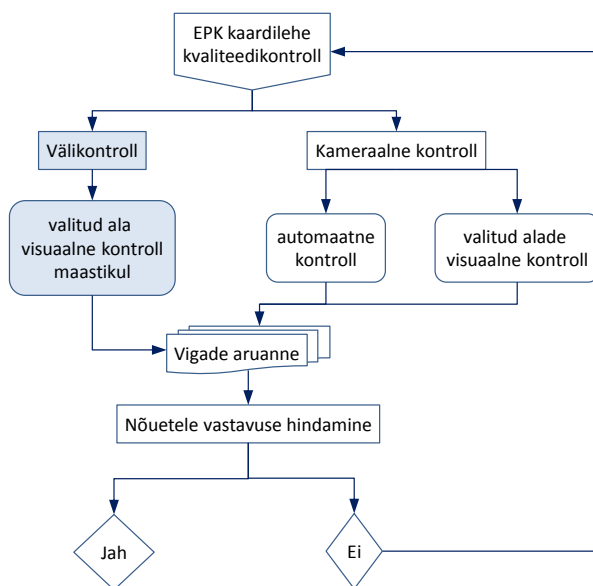 EPK kaardilehe
kvaliteedikontroll
Välikontroll
Kameraalne kontroll
valitud ala
visuaalne kontroll
maastikul
automaatne
kontroll
valitud alade
visuaalne kontroll
Vigade aruanne
Nõuetele vastavuse hindamine
Jah
Ei